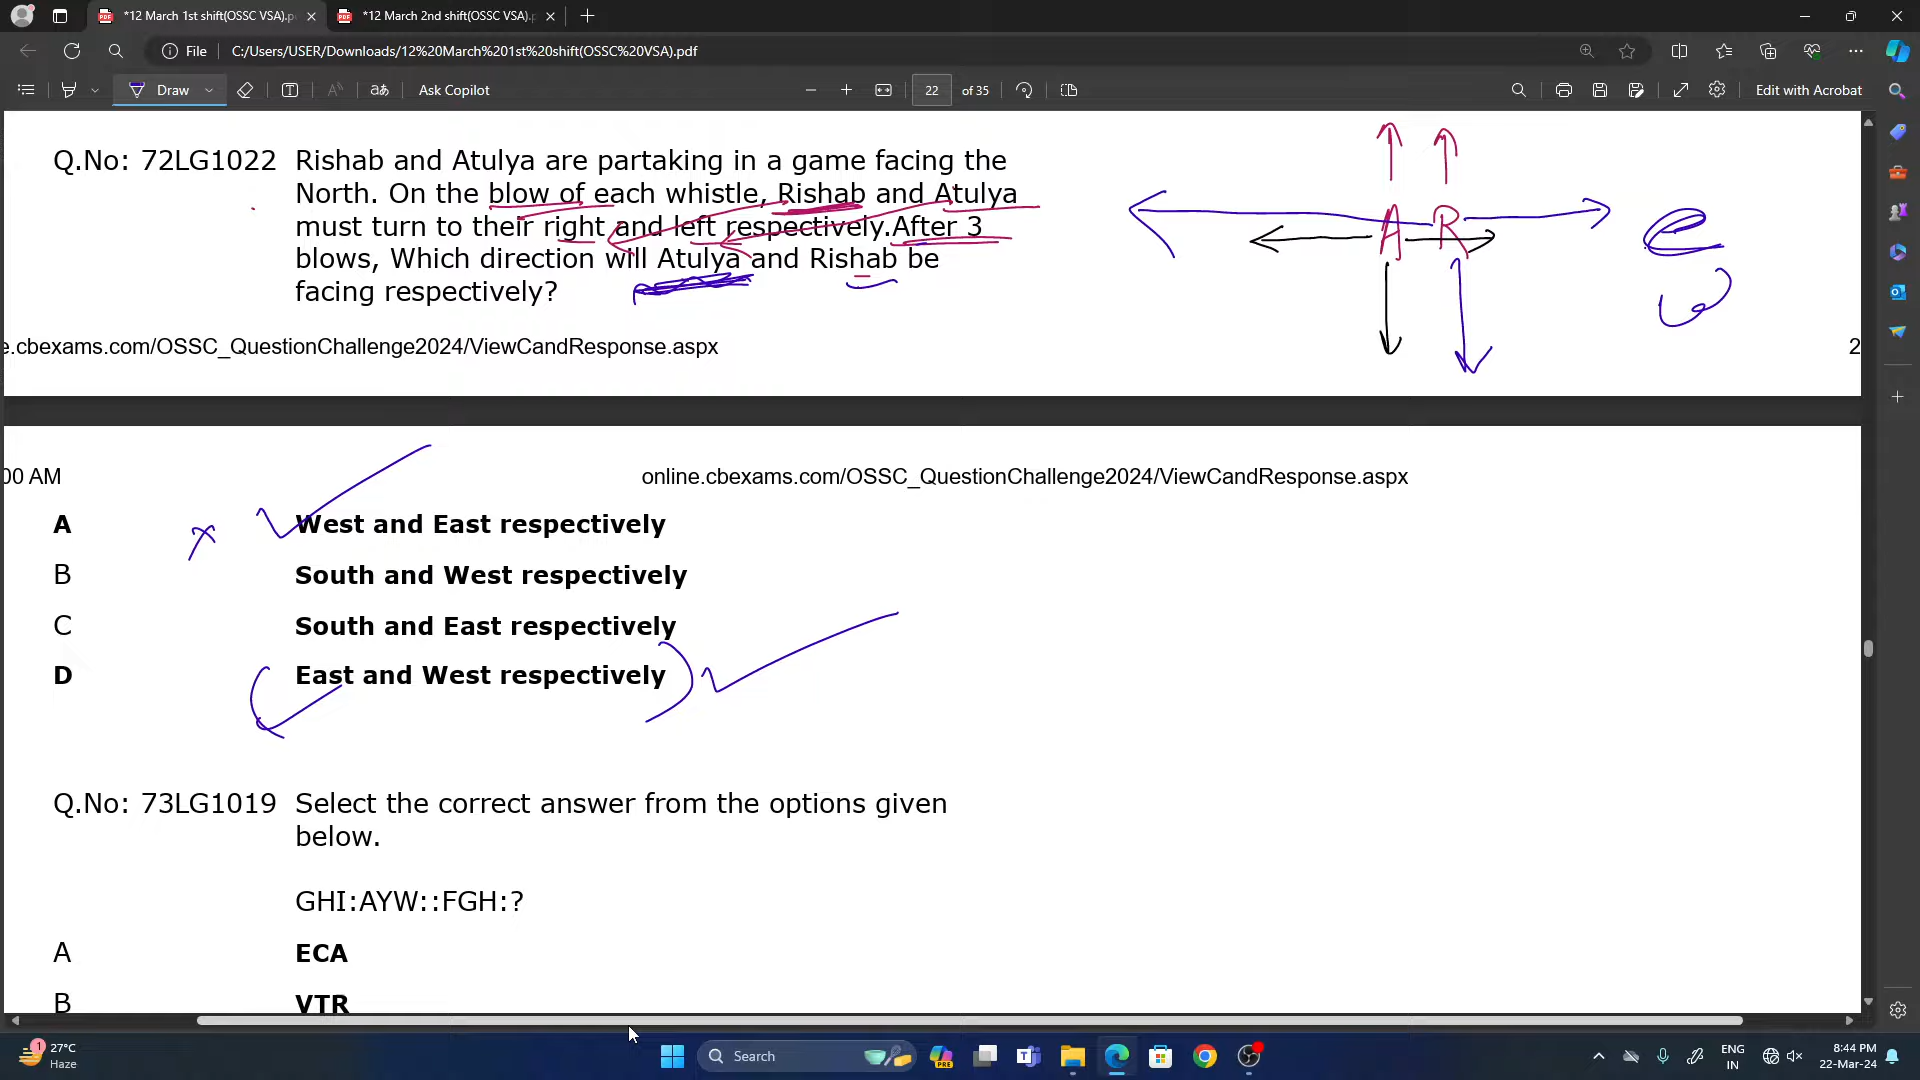 *12 March 1st shift(OSSC VSA).p
*12 March 2nd shift(OSSC VSA).p
File C:/Users/USER/Downloads/12%20March%201st%20shift(OSSC%20VSA).pdf
Draw Ask Copilot 22 of 35 Edit with Acrobat
Q.No: 72LG1022 Rishab and Atulya are partaking in a game facing the
North. On the blow of each whistle, Rishab and Atulya
must turn to their right and left respectively.After 3
blows, Which direction will Atulya and Rishab be
facing respectively?
A R
e.cbexams.com/OSSC_QuestionChallenge2024/ViewCandResponse.aspx 2
00 AM online.cbexams.com/OSSC_QuestionChallenge2024/ViewCandResponse.aspx
A West and East respectively
B South and West respectively
C South and East respectively
D East and West respectively
Q.No: 73LG1019 Select the correct answer from the options given
below.
GHI:AYW::FGH:?
A ECA
B VTR
1 27°C
Haze
Search
PRE
ENG
IN
8:44 PM
22-Mar-24